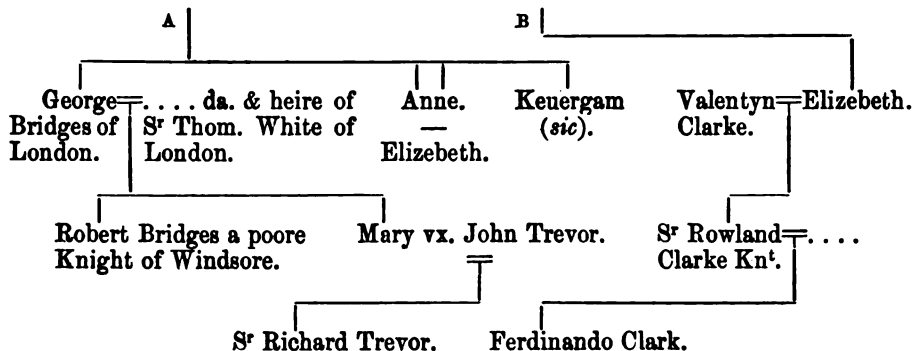 A
B
George . . . . da. & heire of Anne. Keuergam Valentyn Elizebeth.
Bridges of Sr Thom. White of — (sic). Clarke.
London. London. Elizebeth.
Robert Bridges a poore Mary vx. John Trevor. Sr Rowland . . . .
Knight of Windsore. Clarke Knt.
Sr Richard Trevor. Ferdinando Clark.